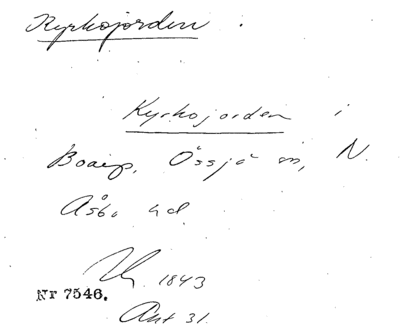 Kyrkojorden.
Kyrkojorden i
Boarp, Össjö sn, N.
Åsbo hd.
1843
Nr 7546.
Akt 31.